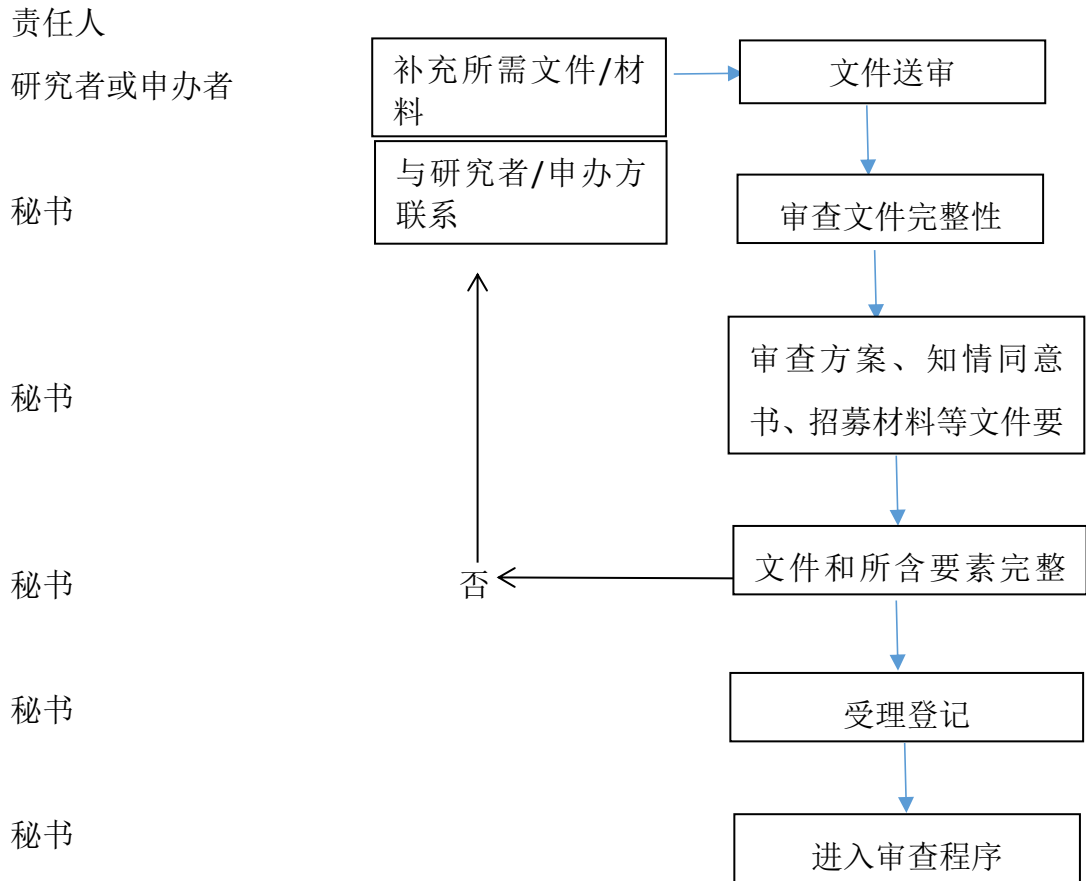 责任人
研究者或申办者
补充所需文件/材
料
文件送审
秘书
与研究者/申办方
联系
审查文件完整性
秘书
审查方案、知情同意
书、招募材料等文件要
秘书
否
文件和所含要素完整
秘书
受理登记
秘书
进入审查程序